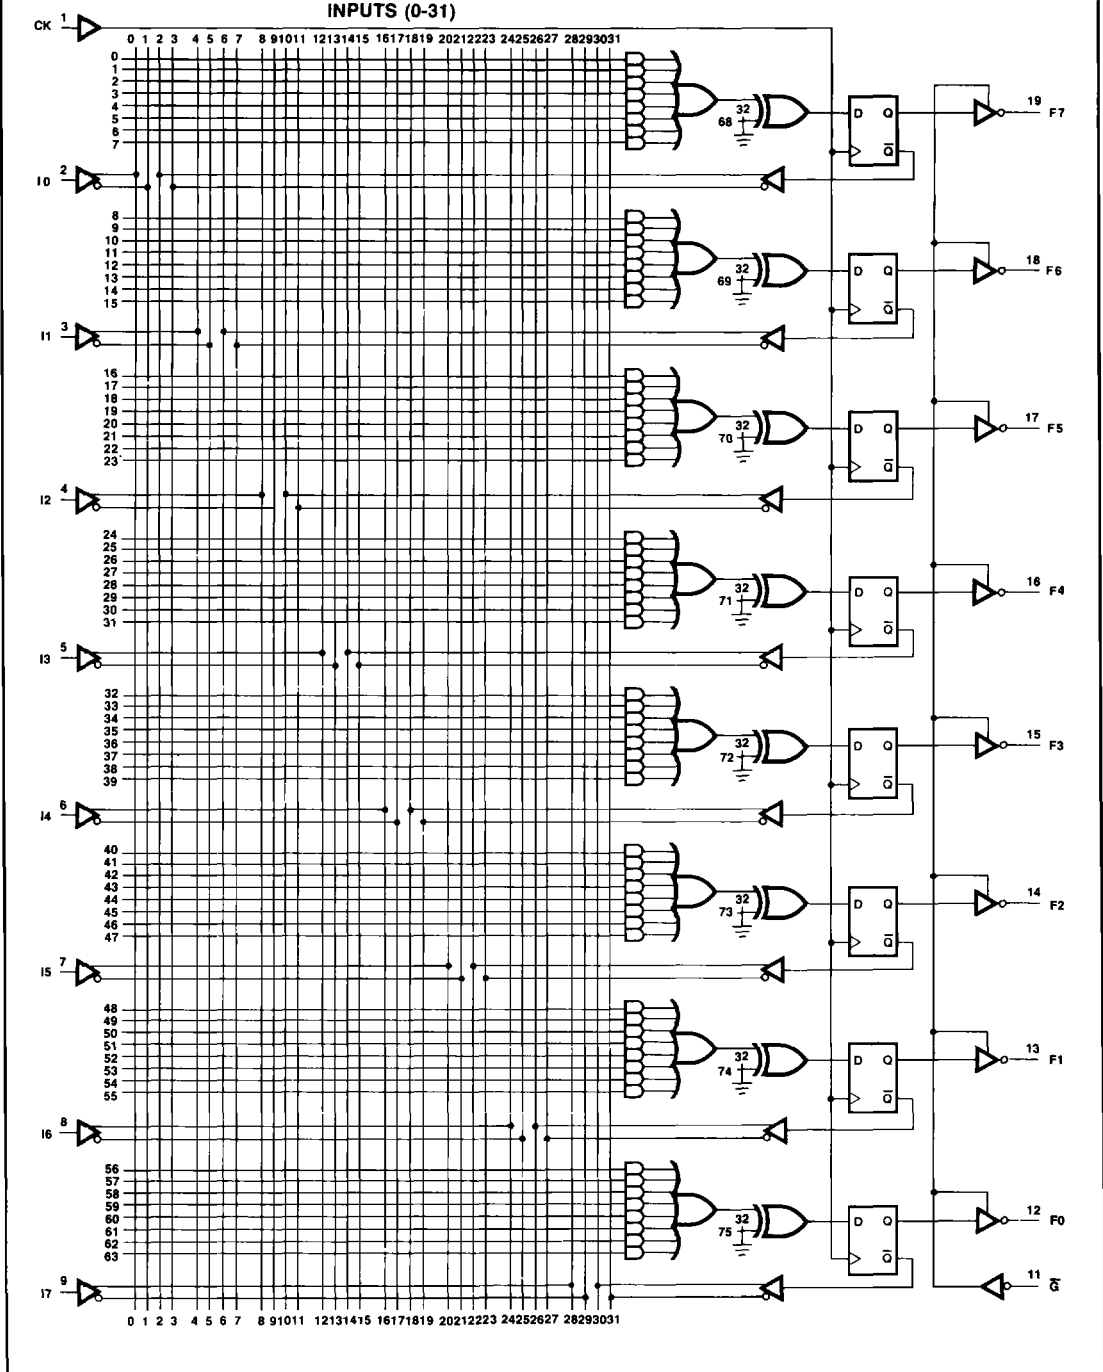 INPUTS (0-31)
CK 1
0 1 2 3 4 5 6 7 8 9 10 11 12 13 14 15 16 17 18 19 20 21 22 23 24 25 26 27 28 29 30 31
0
1
2
3
4
5
6
7
32
68
D Q
Q̅
19 F7
I0 2
8
9
10
11
12
13
14
15
32
69
D Q
Q̅
18 F6
I1 3
16
17
18
19
20
21
22
23
32
70
D Q
Q̅
17 F5
I2 4
24
25
26
27
28
29
30
31
32
71
D Q
Q̅
16 F4
I3 5
32
33
34
35
36
37
38
39
32
72
D Q
Q̅
15 F3
I4 6
40
41
42
43
44
45
46
47
32
73
D Q
Q̅
14 F2
I5 7
48
49
50
51
52
53
54
55
32
74
D Q
Q̅
13 F1
I6 8
56
57
58
59
60
61
62
63
32
75
D Q
Q̅
12 F0
I7 9
11 G̅
0 1 2 3 4 5 6 7 8 9 10 11 12 13 14 15 16 17 18 19 20 21 22 23 24 25 26 27 28 29 30 31